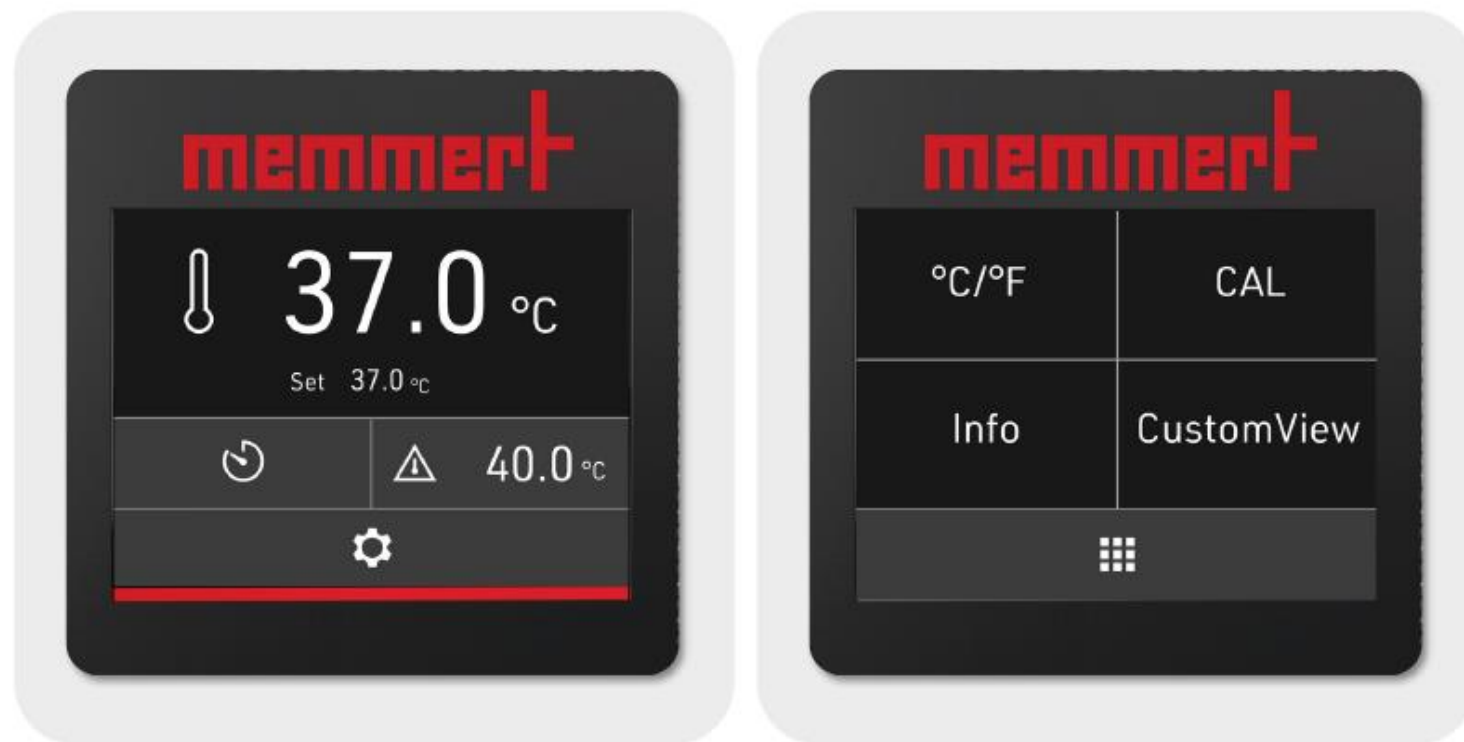 memmert
37.0 °C
Set 37.0 °C
40.0 °C
memmert
°C/°F CAL
Info CustomView